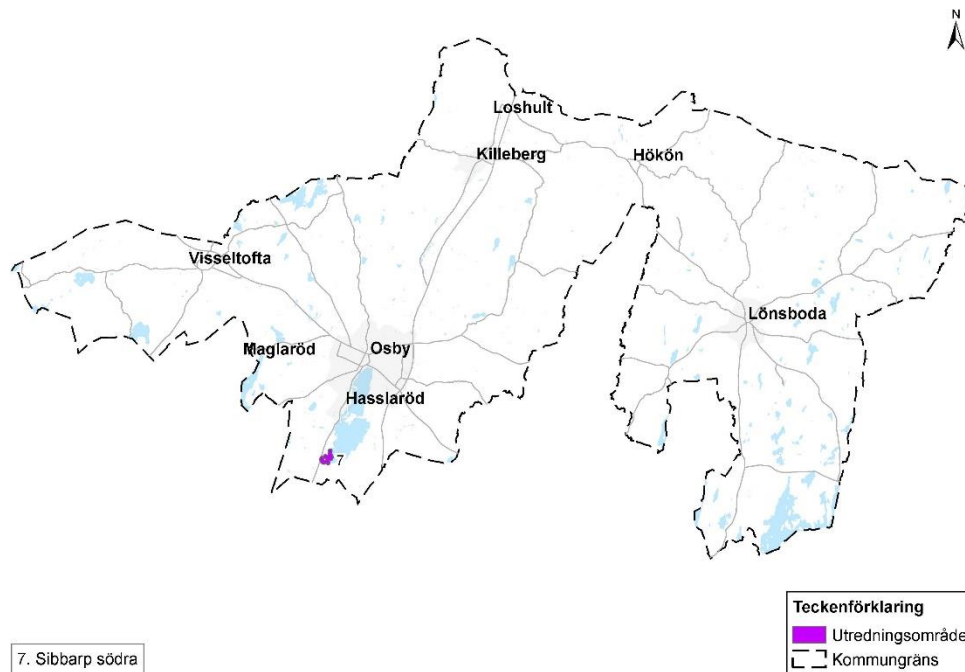 N
Loshult
Killeberg
Hökön
Visseltofta
Lönsboda
Maglaröd
Osby
Hasslaröd
7
Teckenförklaring
Utredningsområde
Kommungräns
7. Sibbarp södra